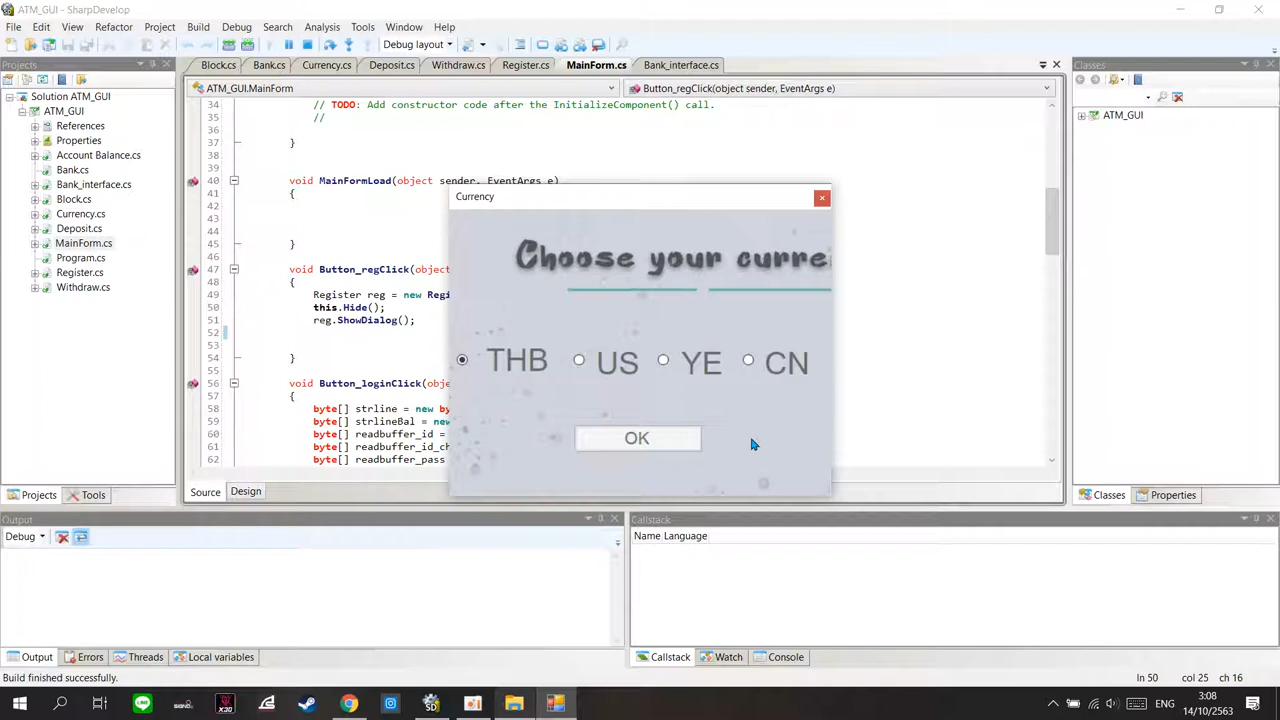 ATM_GUI - SharpDevelop
File Edit View Refactor Project Build Debug Search Analysis Tools Window Help
Debug layout
Projects
Block.cs Bank.cs Currency.cs Deposit.cs Withdraw.cs Register.cs MainForm.cs Bank_interface.cs
Classes
ATM_GUI.MainForm
Button_regClick(object sender, EventArgs e)
Solution ATM_GUI
ATM_GUI
References
Properties
Account Balance.cs
Bank.cs
Bank_interface.cs
Block.cs
Currency.cs
Deposit.cs
MainForm.cs
Program.cs
Register.cs
Withdraw.cs
ATM_GUI
34 // TODO: Add constructor code after the InitializeComponent() call.
35 //
36
37 }
38
39
40 void MainFormLoad(object sender, EventArgs e)
41 {
42
43
44
45 }
46
47 void Button_regClick(objec
48 {
49 Register reg = new Regi
50 this.Hide();
51 reg.ShowDialog();
52
53
54 }
55
56 void Button_loginClick(obj
57 {
58 byte[] strline = new by
59 byte[] strlineBal = new
60 byte[] readbuffer_id =
61 byte[] readbuffer_id_ch
62 byte[] readbuffer_pass
Currency
Choose your curre
THB US YE CN
OK
Source Design
Projects Tools
Classes Properties
Output
Debug
Callstack
Name Language
Output Errors Threads Local variables
Callstack Watch Console
Build finished successfully.
ln 50 col 25 ch 16
ENG
3:08
14/10/2563